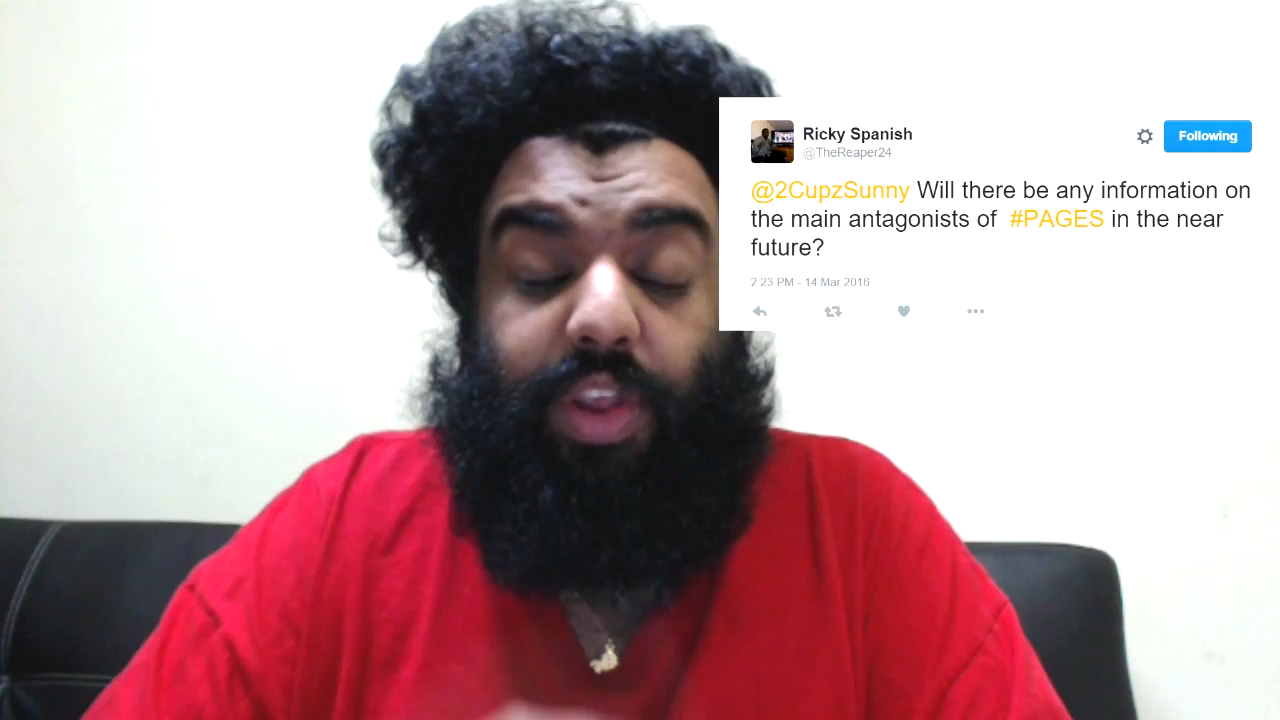 Ricky Spanish
@TheReaper24
Following
@2CupzSunny Will there be any information on
the main antagonists of #PAGES in the near
future?
2:23 PM - 14 Mar 2016